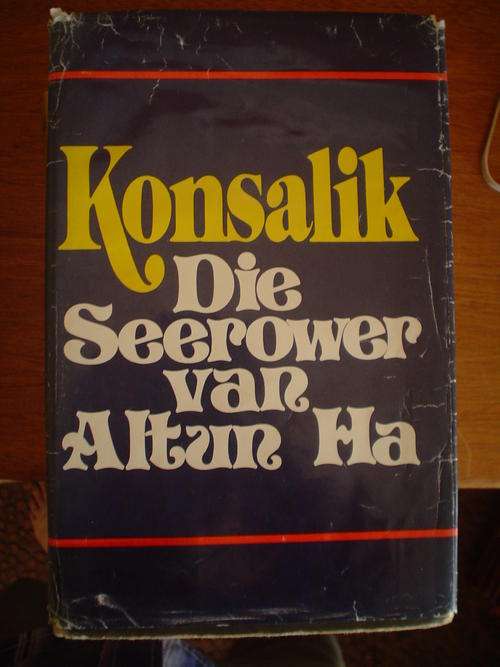 Konsalik
Die
Seerower
van
Altun Ha